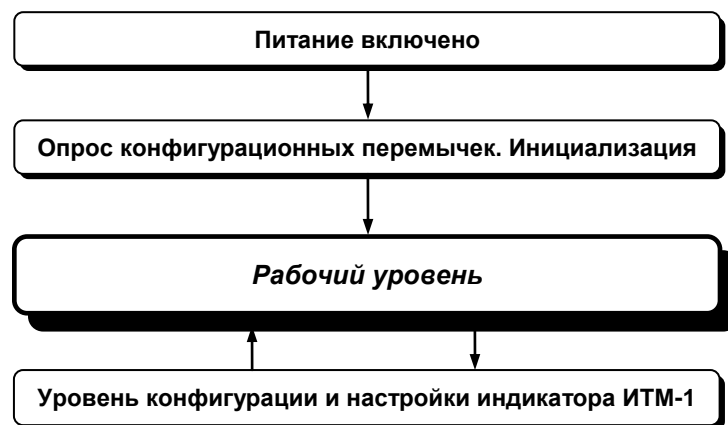 Питание включено
Опрос конфигурационных перемычек. Инициализация
Рабочий уровень
Уровень конфигурации и настройки индикатора ИТМ-1